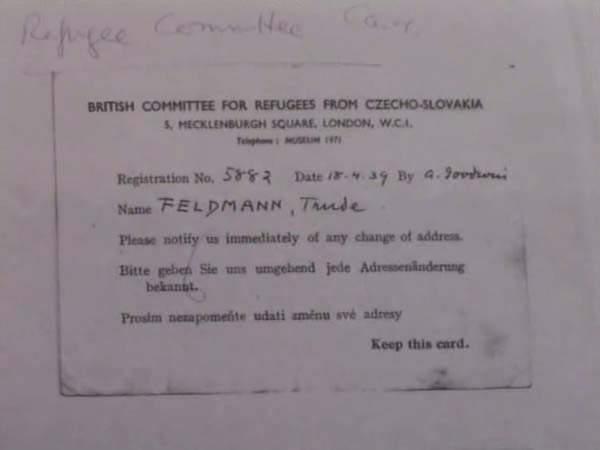 Refugee Committee
BRITISH COMMITTEE FOR REFUGEES FROM CZECHO-SLOVAKIA
5, MECKLENBURGH SQUARE, LONDON, W.C.1.
Telephone : MUSEUM 1971
Registration No. 5882 Date 18.4.39 By
Name FELDMANN, Trude
Please notify us immediately of any change of address.
Bitte geben Sie uns umgehend jede Adressenänderung
bekannt.
Prosím nezapomeňte udati změnu své adresy
Keep this card.